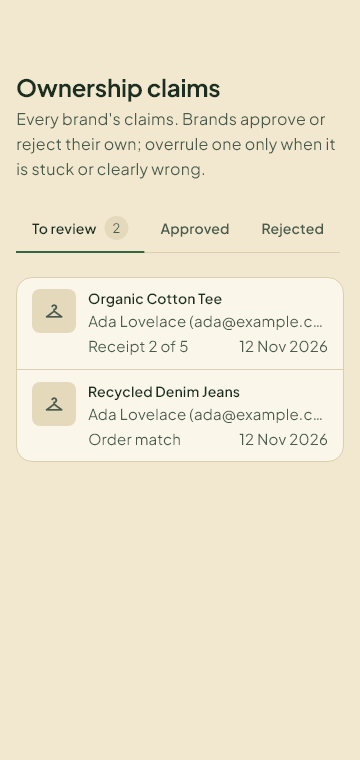 Ownership claims
Every brand's claims. Brands approve or
reject their own; overrule one only when it
is stuck or clearly wrong.
To review 2 Approved Rejected
Organic Cotton Tee
Ada Lovelace (ada@example.c...
Receipt 2 of 5 12 Nov 2026
Recycled Denim Jeans
Ada Lovelace (ada@example.c...
Order match 12 Nov 2026